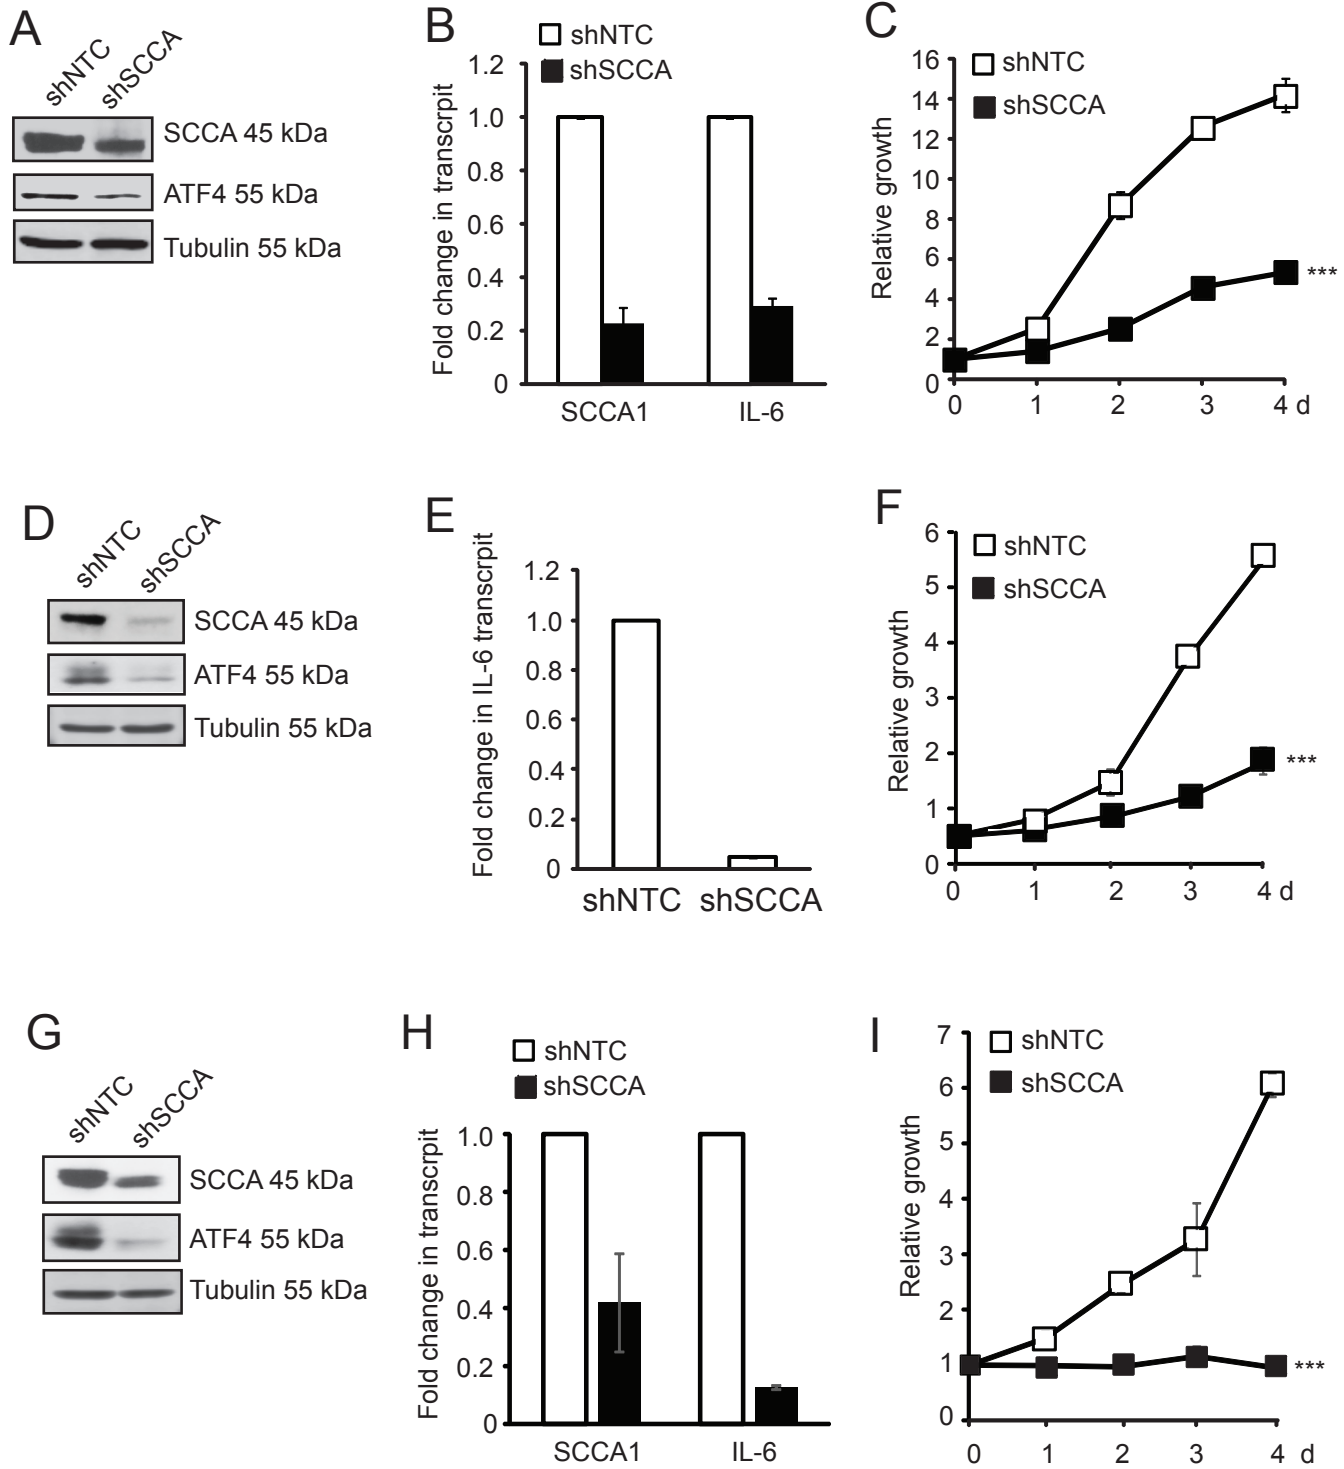 A
shNTC
shSCCA
SCCA 45 kDa
ATF4 55 kDa
Tubulin 55 kDa
B
shNTC
shSCCA
Fold change in transcrpit
1.2
1.0
0.8
0.6
0.4
0.2
0
SCCA1 IL-6
C
shNTC
shSCCA
Relative growth
16
14
12
10
8
6
4
2
0
***
0 1 2 3 4 d
D
shNTC
shSCCA
SCCA 45 kDa
ATF4 55 kDa
Tubulin 55 kDa
E
Fold change in IL-6 transcrpit
1.2
1.0
0.8
0.6
0.4
0.2
0
shNTC shSCCA
F
shNTC
shSCCA
Relative growth
6
5
4
3
2
1
0
***
0 1 2 3 4 d
G
shNTC
shSCCA
SCCA 45 kDa
ATF4 55 kDa
Tubulin 55 kDa
H
shNTC
shSCCA
Fold change in transcrpit
1.0
0.8
0.6
0.4
0.2
0
SCCA1 IL-6
I
shNTC
shSCCA
Relative growth
7
6
5
4
3
2
1
0
***
0 1 2 3 4 d